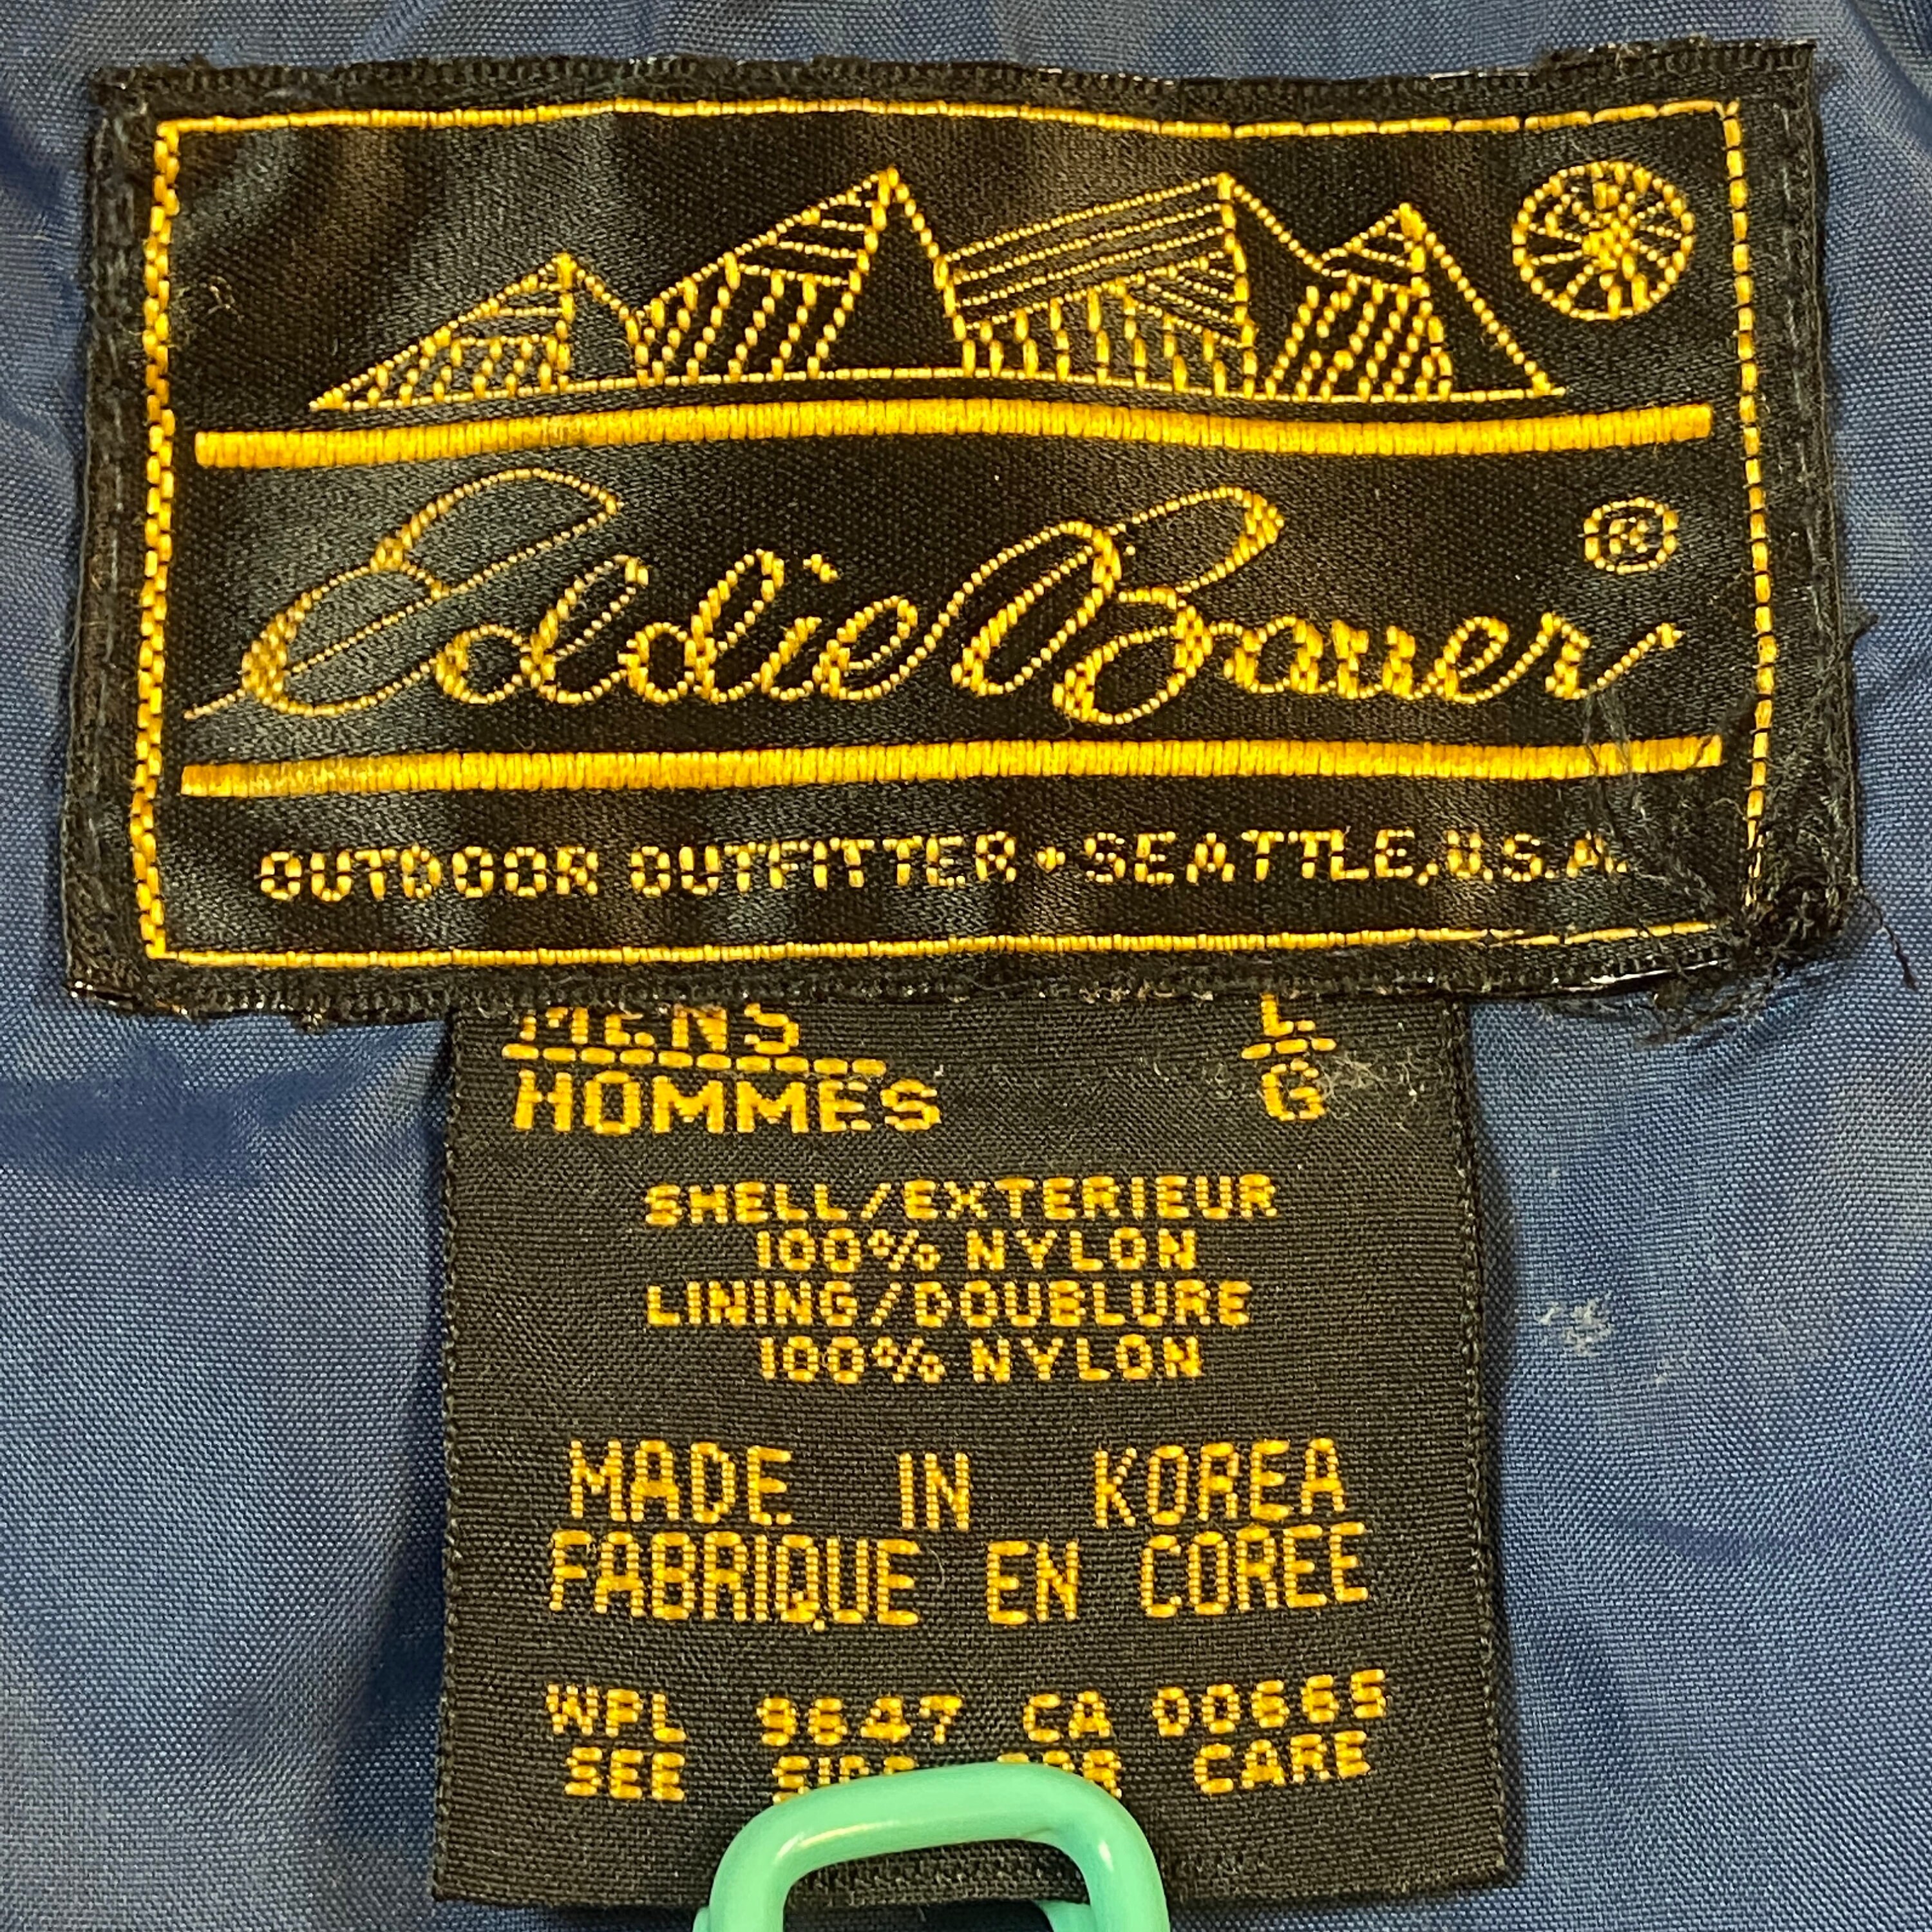 Eddie Bauer ®
OUTDOOR OUTFITTER • SEATTLE, U.S.A.
MENS L
HOMMES G
SHELL/EXTERIEUR
100% NYLON
LINING/DOUBLURE
100% NYLON
MADE IN KOREA
FABRIQUE EN COREE
WPL 9647 CA 00665
SEE CARE